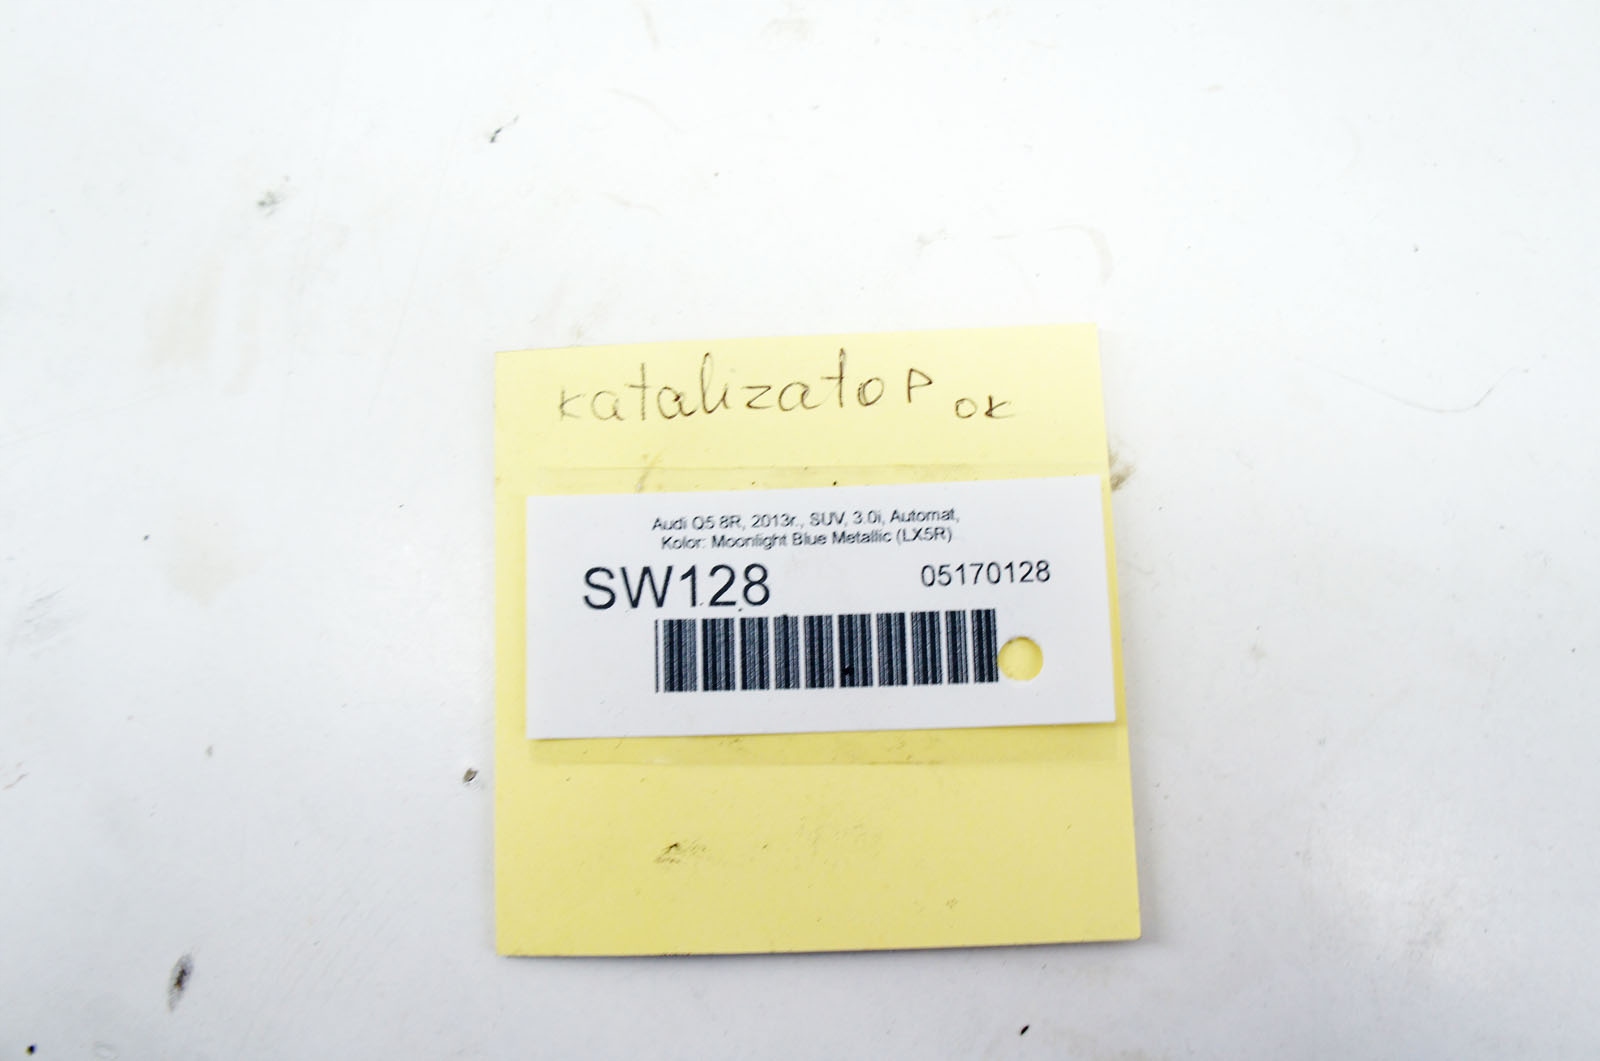 katalizatoP ok
Audi Q5 8R, 2013r., SUV, 3.0i, Automat,
Kolor: Moonlight Blue Metallic (LX5R)
SW128 05170128